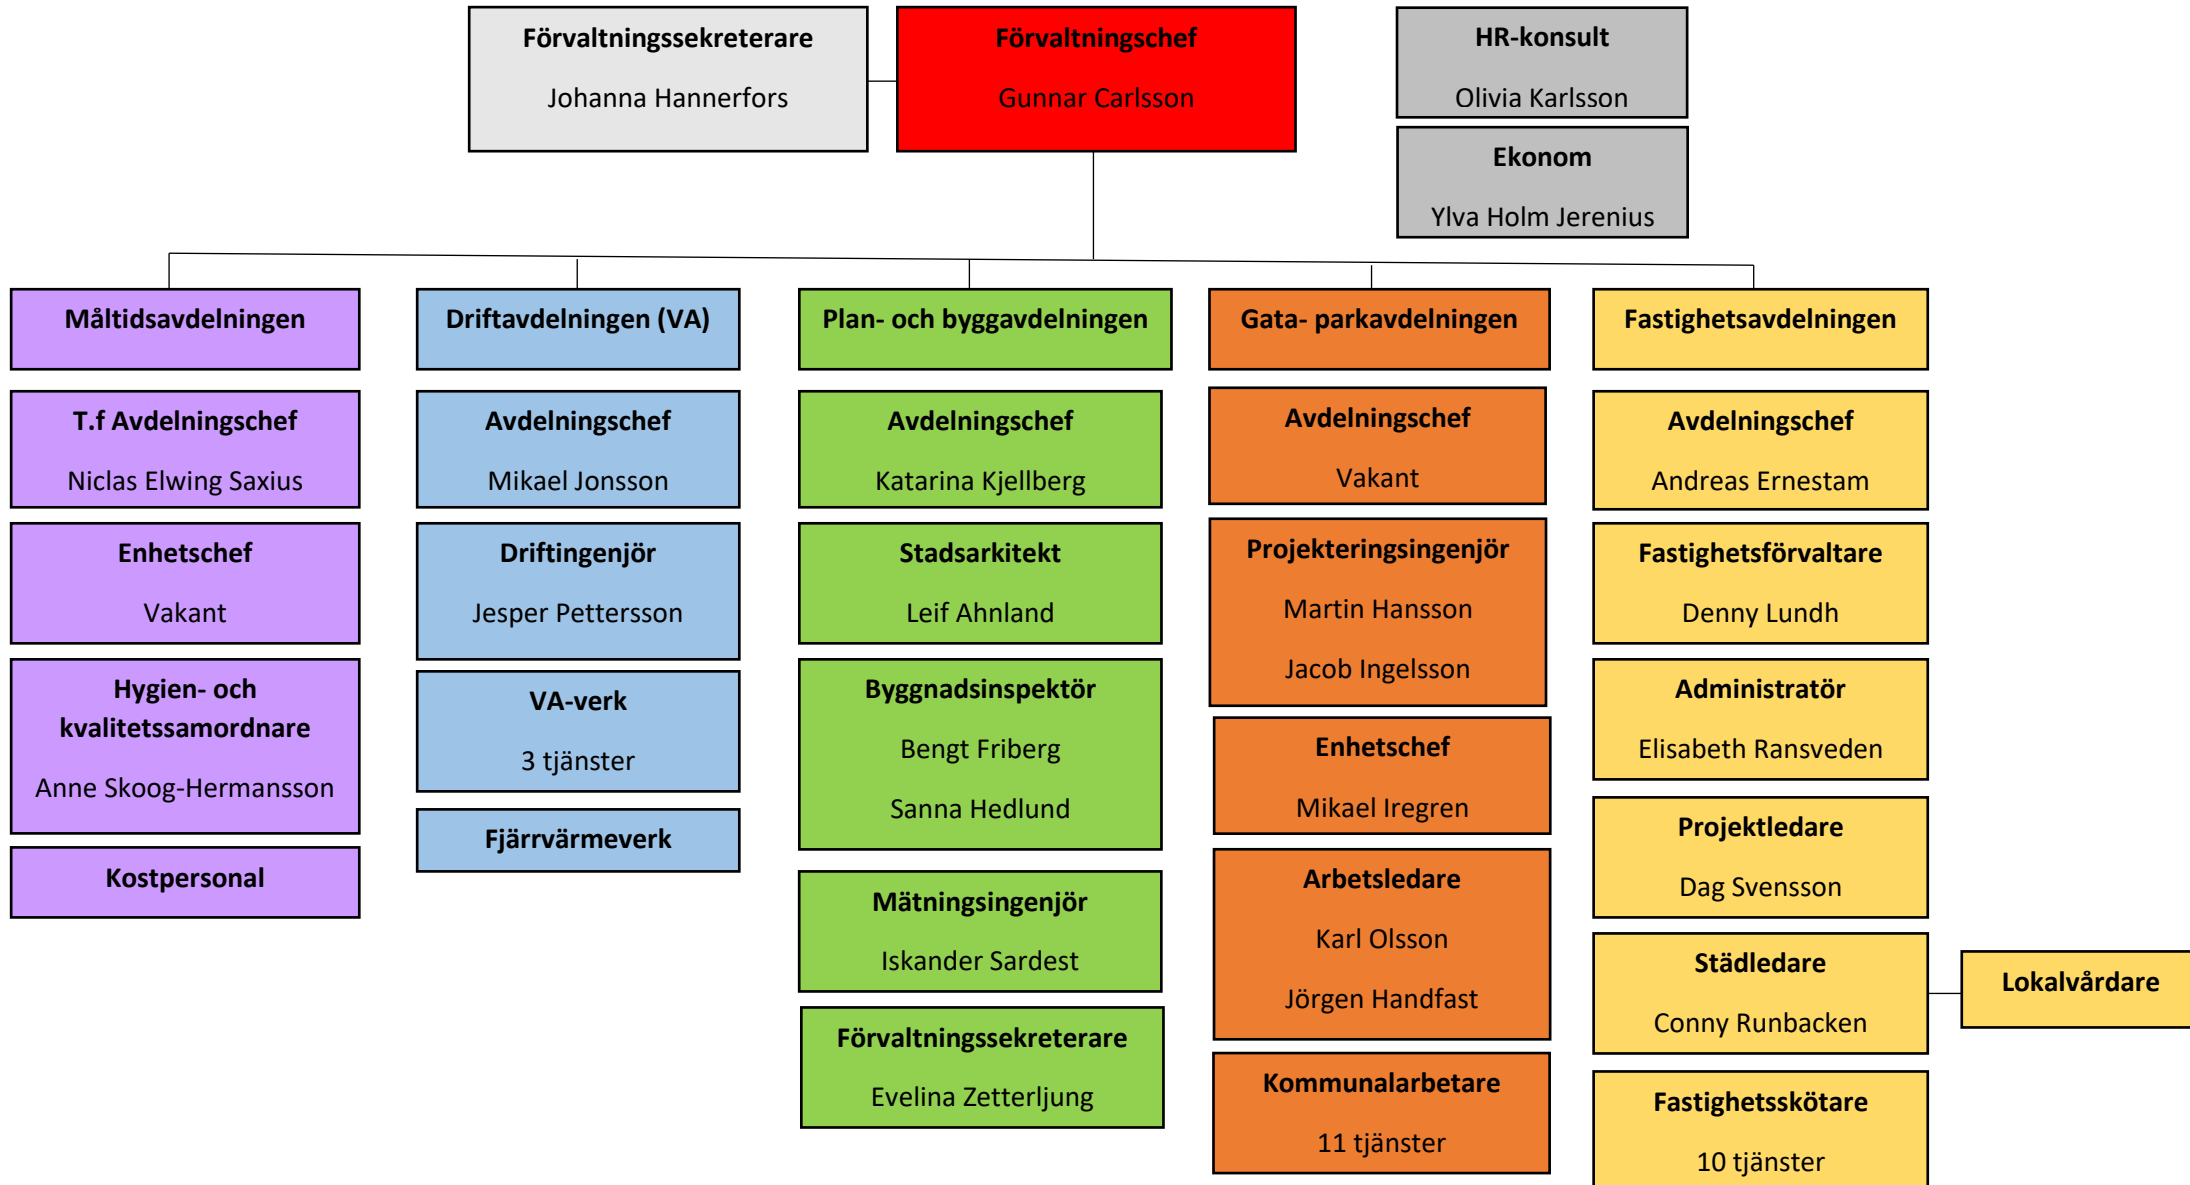 Förvaltningssekreterare
Johanna Hannerfors
Förvaltningschef
Gunnar Carlsson
HR-konsult
Olivia Karlsson
Ekonom
Ylva Holm Jerenius
Måltidsavdelningen
T.f Avdelningschef
Niclas Elwing Saxius
Enhetschef
Vakant
Hygien- och
kvalitetssamordnare
Anne Skoog-Hermansson
Kostpersonal
Driftavdelningen (VA)
Avdelningschef
Mikael Jonsson
Driftingenjör
Jesper Pettersson
VA-verk
3 tjänster
Fjärrvärmeverk
Plan- och byggavdelningen
Avdelningschef
Katarina Kjellberg
Stadsarkitekt
Leif Ahnland
Byggnadsinspektör
Bengt Friberg
Sanna Hedlund
Mätningsingenjör
Iskander Sardest
Förvaltningssekreterare
Evelina Zetterljung
Gata- parkavdelningen
Avdelningschef
Vakant
Projekteringsingenjör
Martin Hansson
Jacob Ingelsson
Enhetschef
Mikael Iregren
Arbetsledare
Karl Olsson
Jörgen Handfast
Kommunalarbetare
11 tjänster
Fastighetsavdelningen
Avdelningschef
Andreas Ernestam
Fastighetsförvaltare
Denny Lundh
Administratör
Elisabeth Ransveden
Projektledare
Dag Svensson
Städledare
Conny Runbacken
Lokalvårdare
Fastighetsskötare
10 tjänster